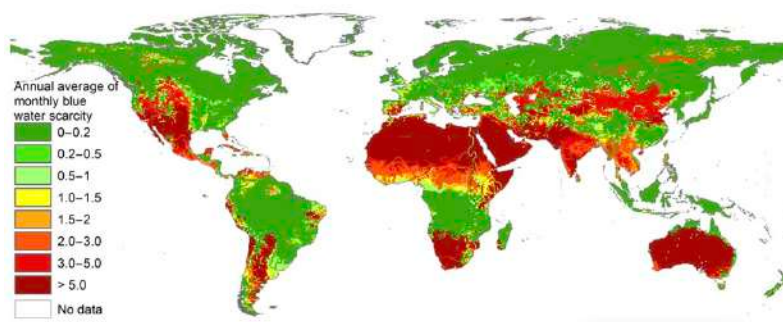 Annual average of
monthly blue
water scarcity
0–0.2
0.2–0.5
0.5–1
1.0–1.5
1.5–2
2.0–3.0
3.0–5.0
> 5.0
No data